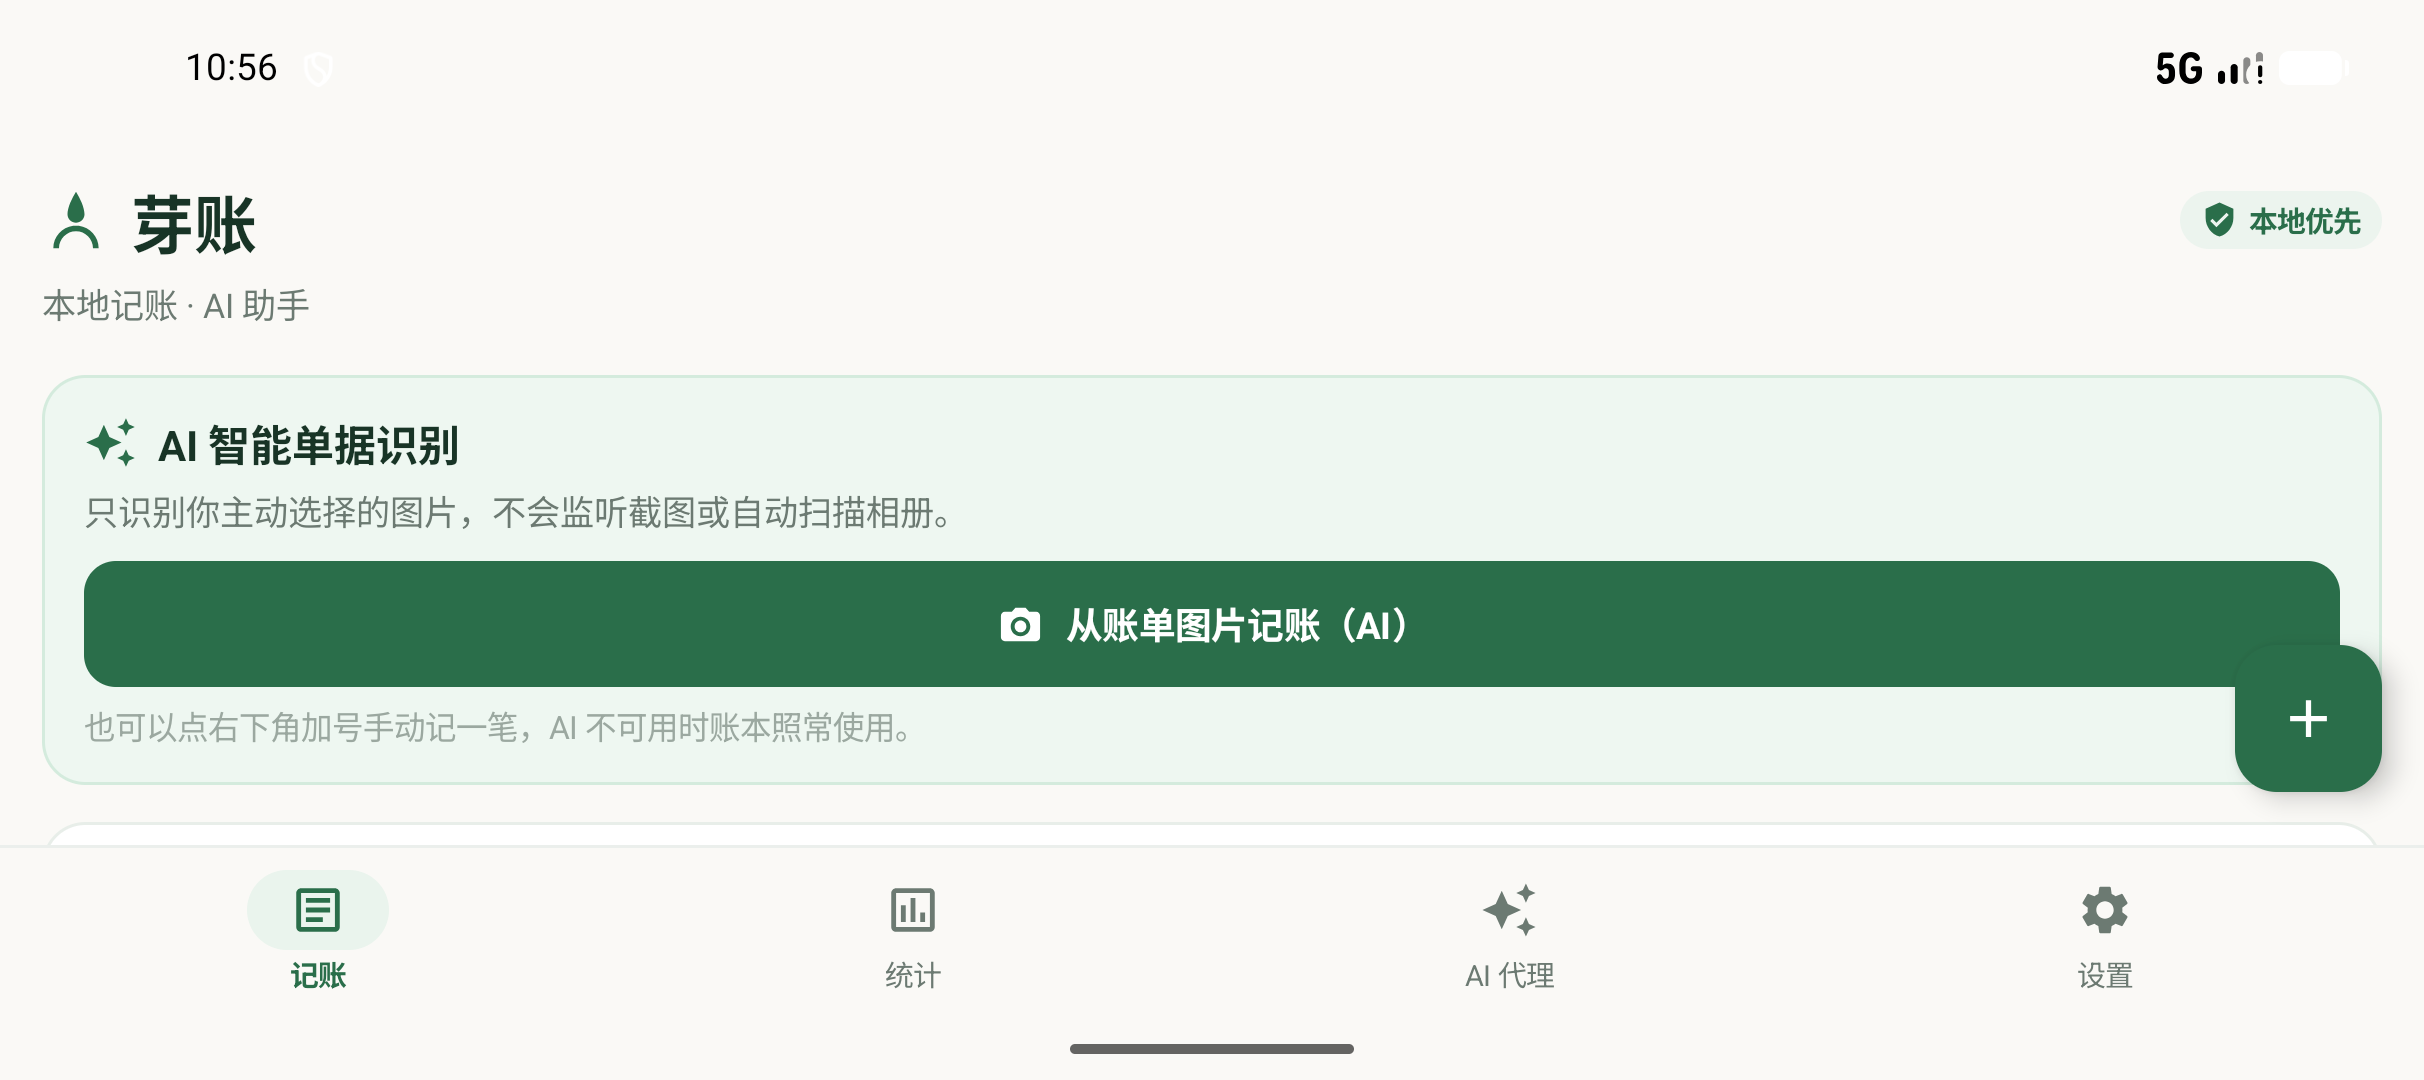 10:56
5G
芽账
本地优先
本地记账 · AI 助手
AI 智能单据识别
只识别你主动选择的图片，不会监听截图或自动扫描相册。
从账单图片记账（AI）
也可以点右下角加号手动记一笔，AI 不可用时账本照常使用。
记账
统计
AI 代理
设置